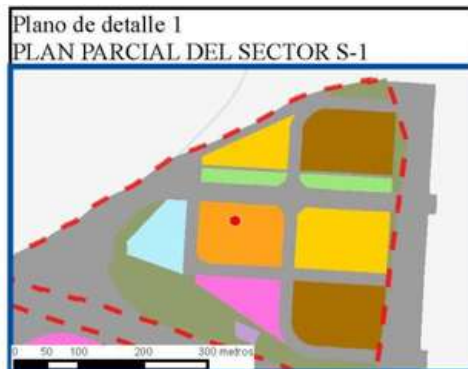 Plano de detalle 1
PLAN PARCIAL DEL SECTOR S-1
0 50 100 200 300 metros